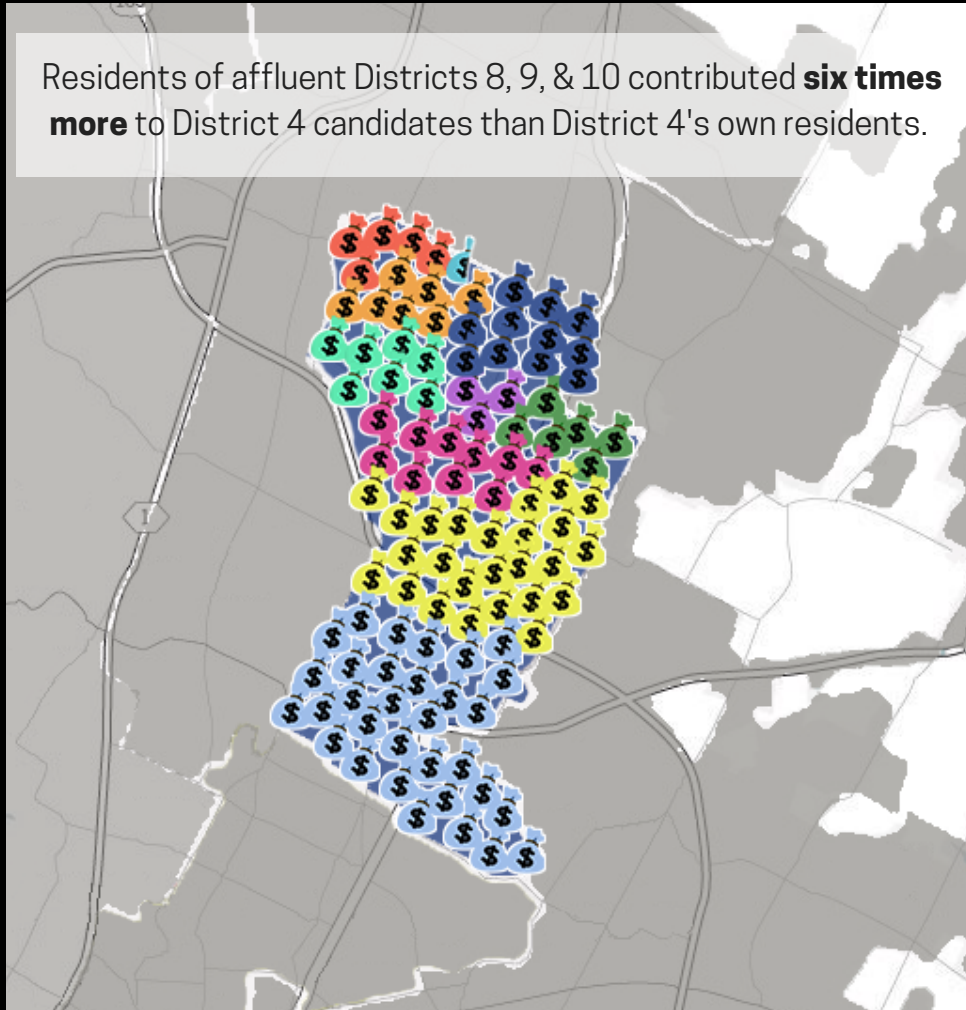 Residents of affluent Districts 8, 9, & 10 contributed six times
more to District 4 candidates than District 4's own residents.